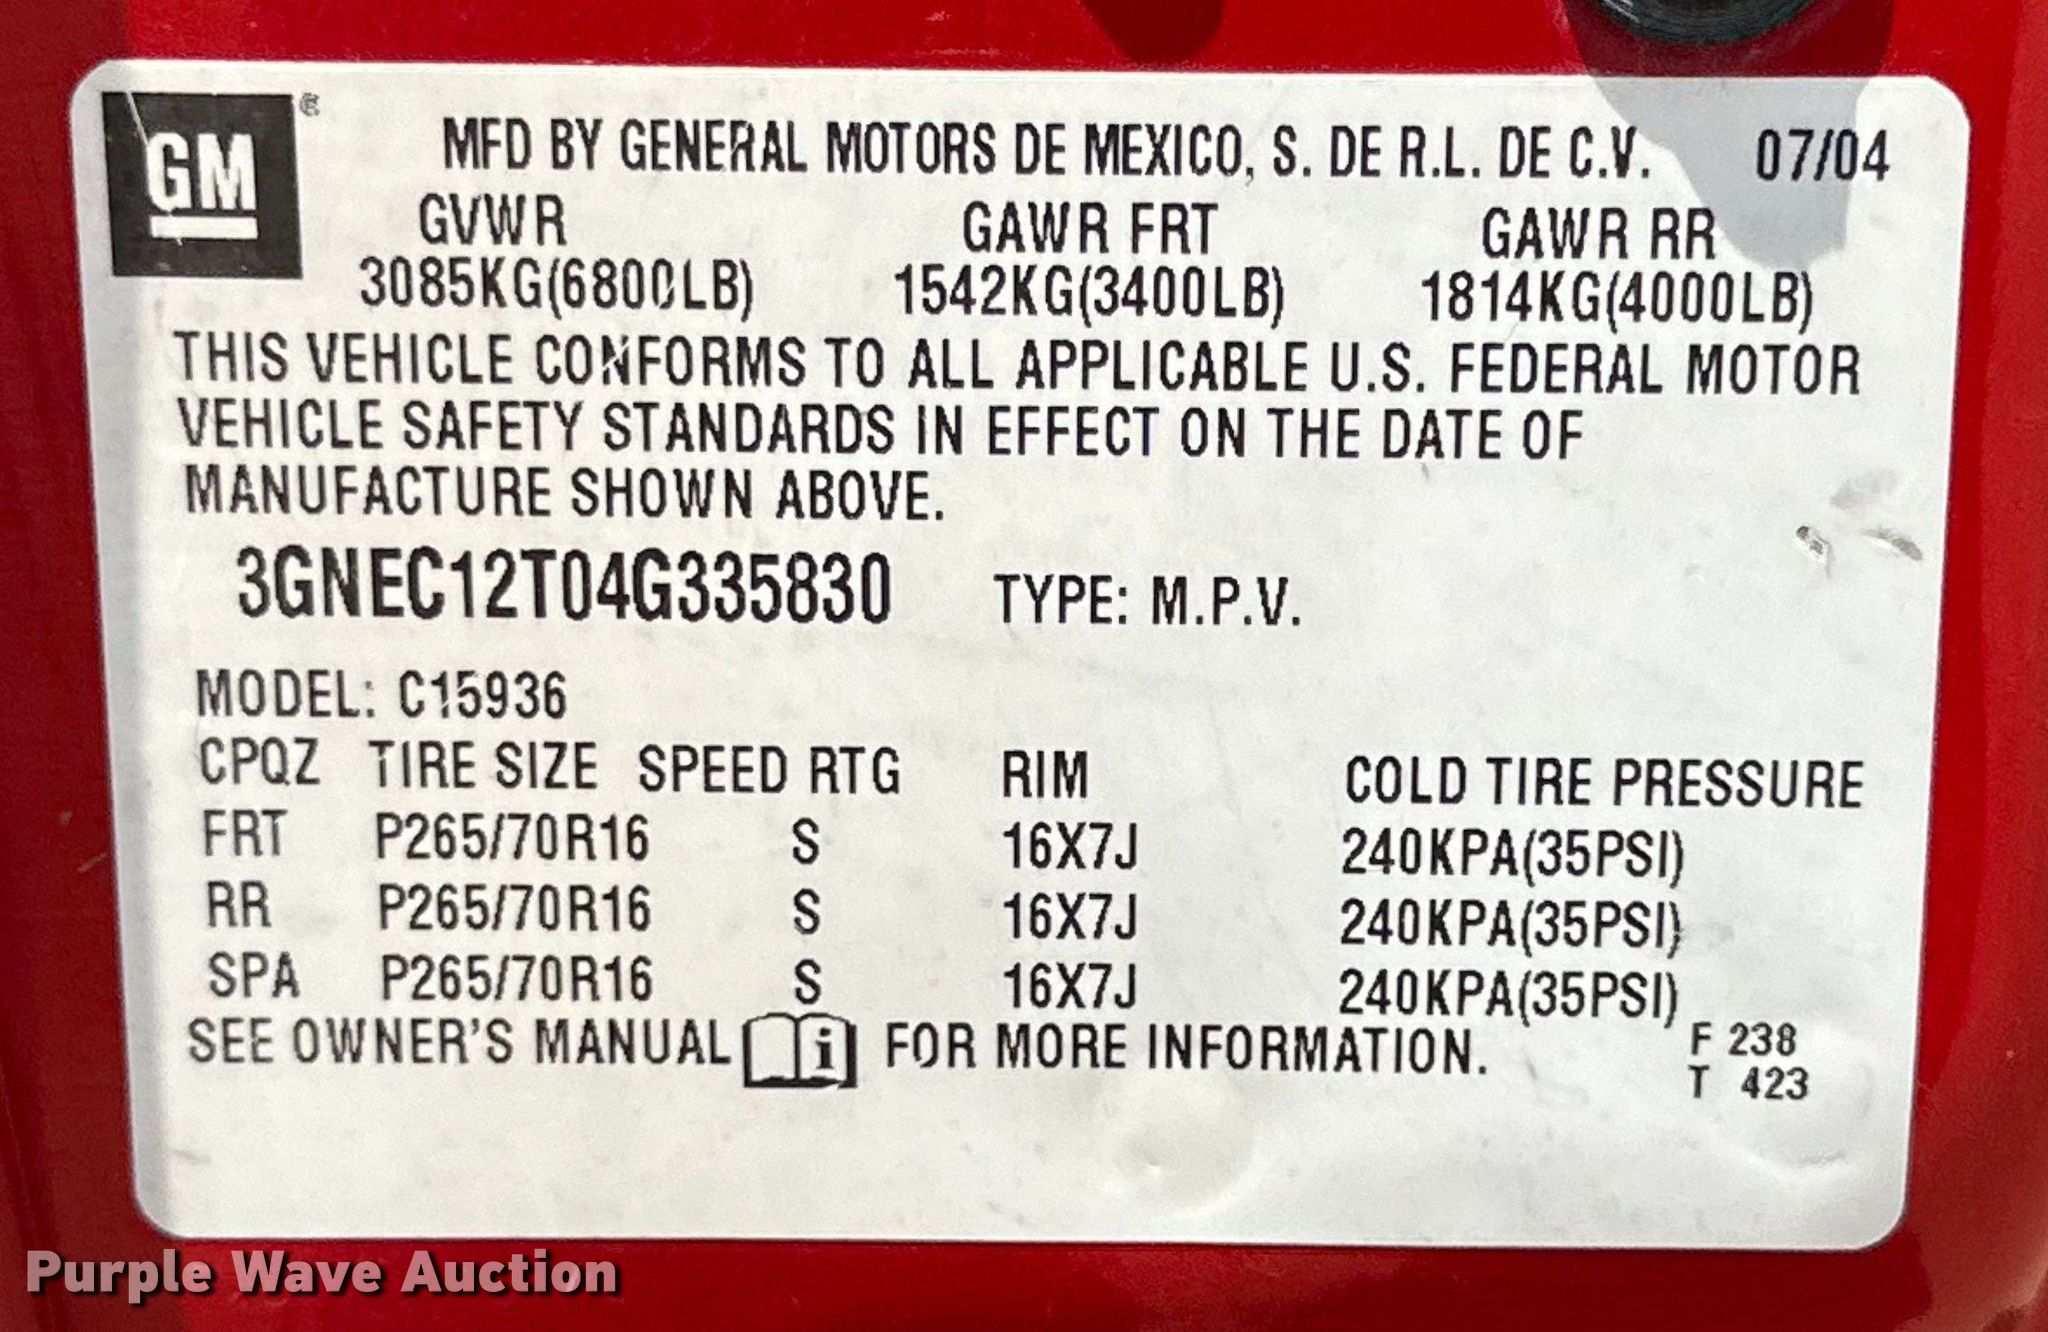 GM®
MFD BY GENERAL MOTORS DE MEXICO, S. DE R.L. DE C.V. 07/04
GVWR GAWR FRT GAWR RR
3085KG(6800LB) 1542KG(3400LB) 1814KG(4000LB)
THIS VEHICLE CONFORMS TO ALL APPLICABLE U.S. FEDERAL MOTOR
VEHICLE SAFETY STANDARDS IN EFFECT ON THE DATE OF
MANUFACTURE SHOWN ABOVE.
3GNEC12T04G335830 TYPE: M.P.V.
MODEL: C15936
CPQZ TIRE SIZE SPEED RTG RIM COLD TIRE PRESSURE
FRT P265/70R16 S 16X7J 240KPA(35PSI)
RR P265/70R16 S 16X7J 240KPA(35PSI)
SPA P265/70R16 S 16X7J 240KPA(35PSI)
SEE OWNER'S MANUAL i FOR MORE INFORMATION.
F 238
T 423
Purple Wave Auction